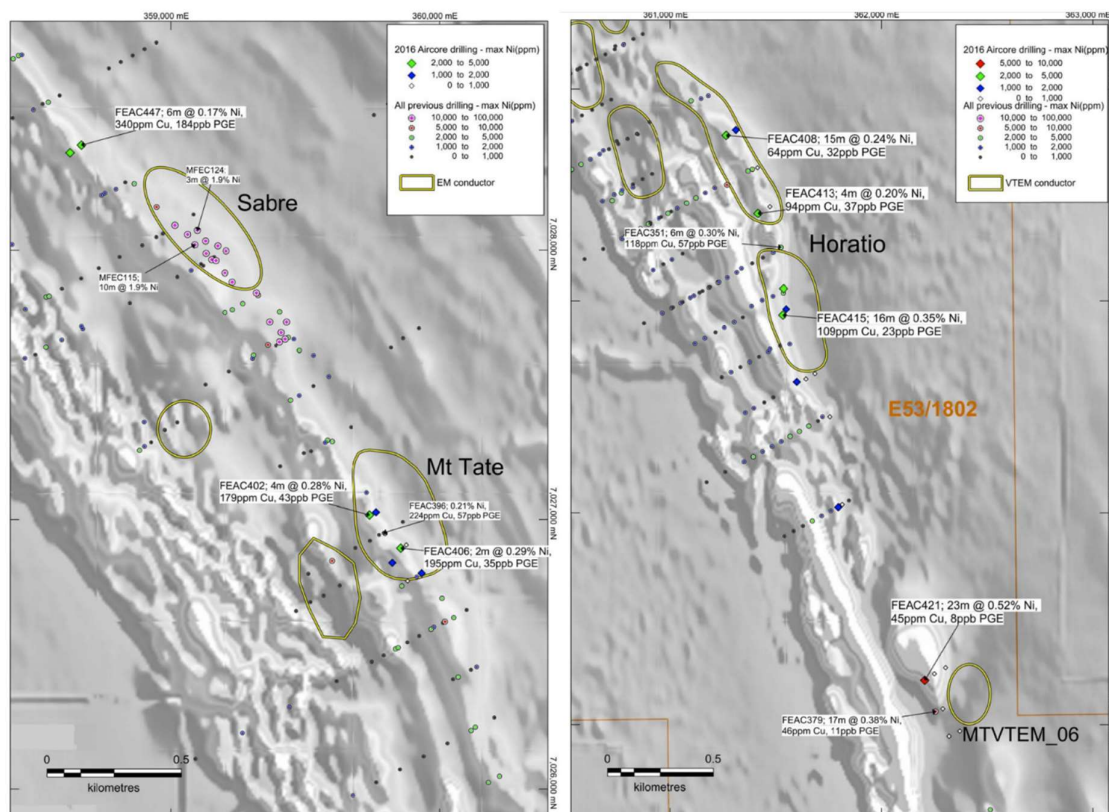 359,000 mE
360,000 mE
2016 Aircore drilling - max Ni(ppm)
2,000 to 5,000
1,000 to 2,000
0 to 1,000
All previous drilling - max Ni(ppm)
10,000 to 100,000
5,000 to 10,000
2,000 to 5,000
1,000 to 2,000
0 to 1,000
EM conductor
FEAC447; 6m @ 0.17% Ni,
340ppm Cu, 184ppb PGE
MFEC124;
3m @ 1.9% Ni
Sabre
7,028,000 mN
MFEC115;
10m @ 1.9% Ni
Mt Tate
FEAC402; 4m @ 0.28% Ni,
179ppm Cu, 43ppb PGE
FEAC396; 0.21% Ni,
224ppm Cu, 57ppb PGE
7,027,000 mN
FEAC406; 2m @ 0.29% Ni,
195ppm Cu, 35ppb PGE
0 0.5
kilometres
7,026,000 mN
361,000 mE
362,000 mE
363,000 mE
2016 Aircore drilling - max Ni(ppm)
5,000 to 10,000
2,000 to 5,000
1,000 to 2,000
0 to 1,000
All previous drilling - max Ni(ppm)
10,000 to 100,000
5,000 to 10,000
2,000 to 5,000
1,000 to 2,000
0 to 1,000
VTEM conductor
FEAC408; 15m @ 0.24% Ni,
64ppm Cu, 32ppb PGE
FEAC413; 4m @ 0.20% Ni,
94ppm Cu, 37ppb PGE
FEAC351; 6m @ 0.30% Ni,
118ppm Cu, 57ppb PGE
Horatio
FEAC415; 16m @ 0.35% Ni,
109ppm Cu, 23ppb PGE
E53/1802
FEAC421; 23m @ 0.52% Ni,
45ppm Cu, 8ppb PGE
FEAC379; 17m @ 0.38% Ni,
46ppm Cu, 11ppb PGE
MTVTEM_06
0 0.5
kilometres